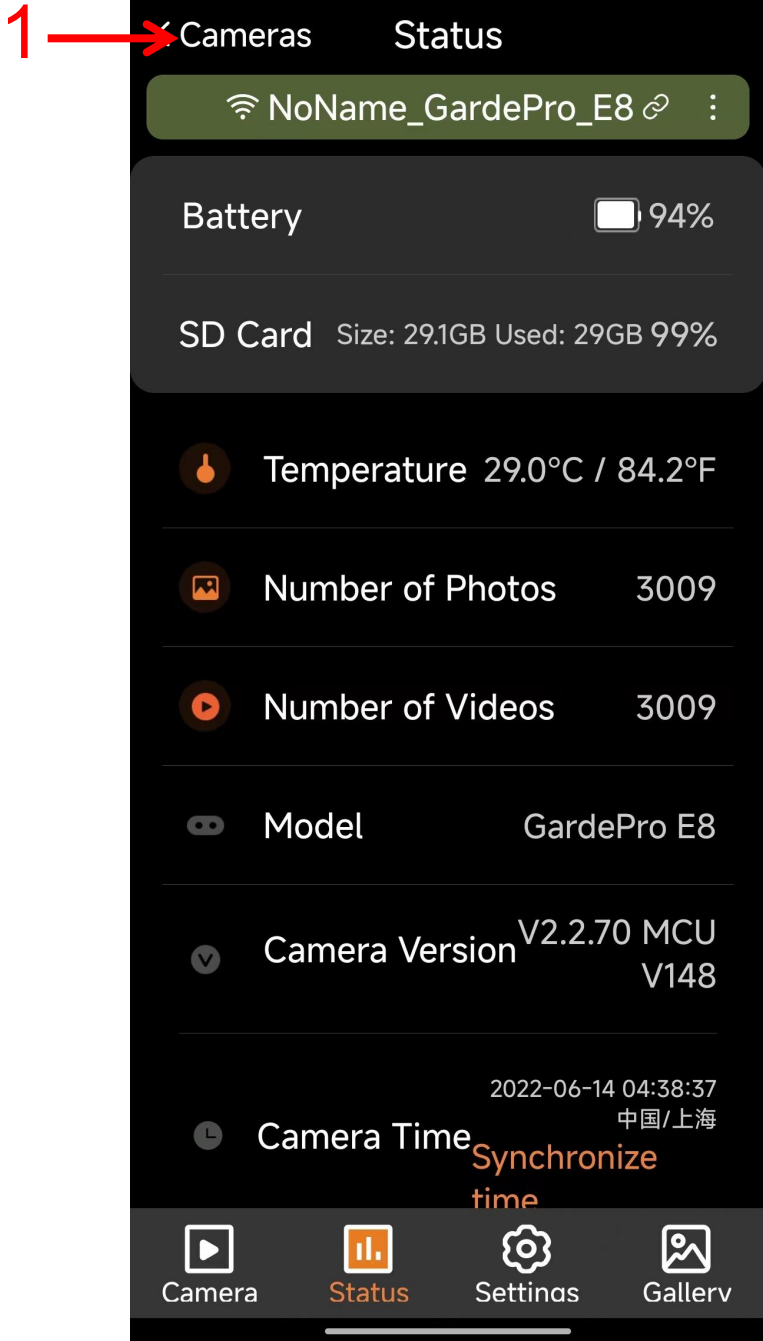 1
Cameras
Status
NoName_GardePro_E8
Battery
94%
SD Card Size: 29.1GB Used: 29GB 99%
Temperature 29.0°C / 84.2°F
Number of Photos 3009
Number of Videos 3009
Model GardePro E8
Camera Version V2.2.70 MCU
V148
2022-06-14 04:38:37
中国/上海
Camera Time
Synchronize
time
Camera Status Settings Gallery